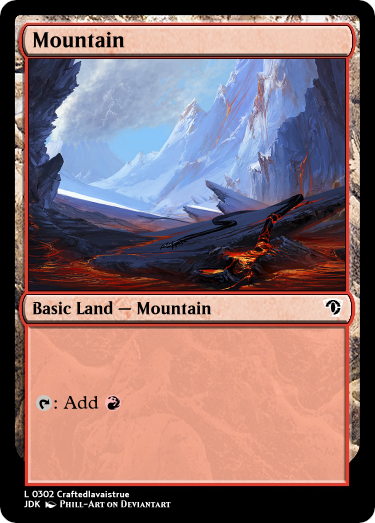 Mountain
Basic Land — Mountain
: Add
L 0302 Craftedlavaistrue
JDK Phill-Art on Deviantart